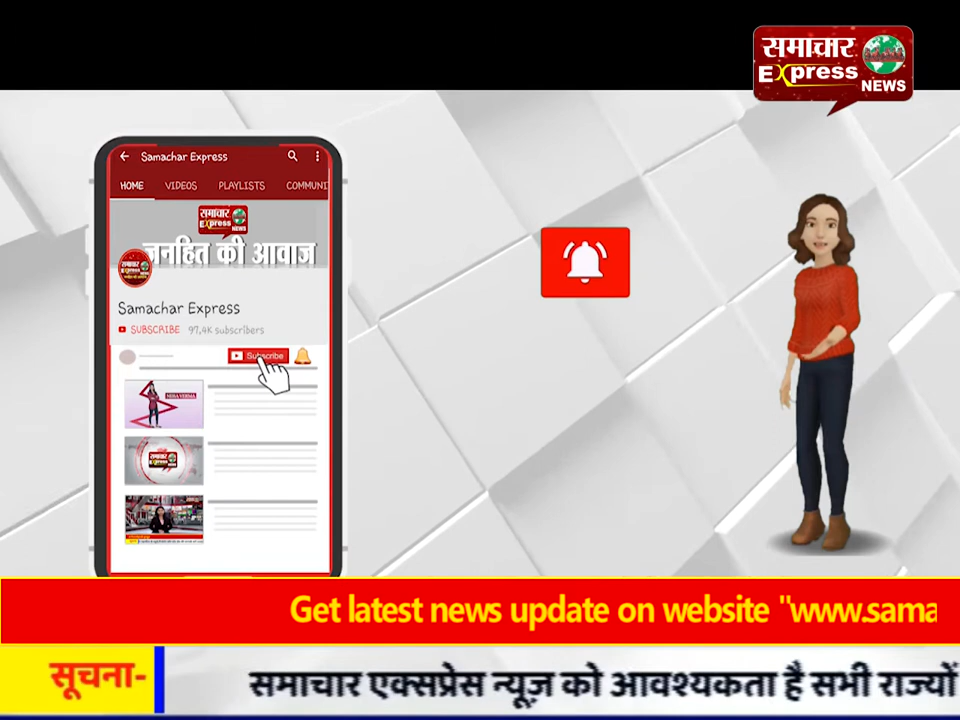 समाचार
Express
NEWS
Samachar Express
HOME VIDEOS PLAYLISTS COMMUNI
समाचार
Express
NEWS
जनहित की आवाज
Samachar Express
SUBSCRIBE 97,4K subscribers
Subscribe
Get latest news update on website "www.sama
सूचना- समाचार एक्सप्रेस न्यूज़ को आवश्यकता है सभी राज्यों